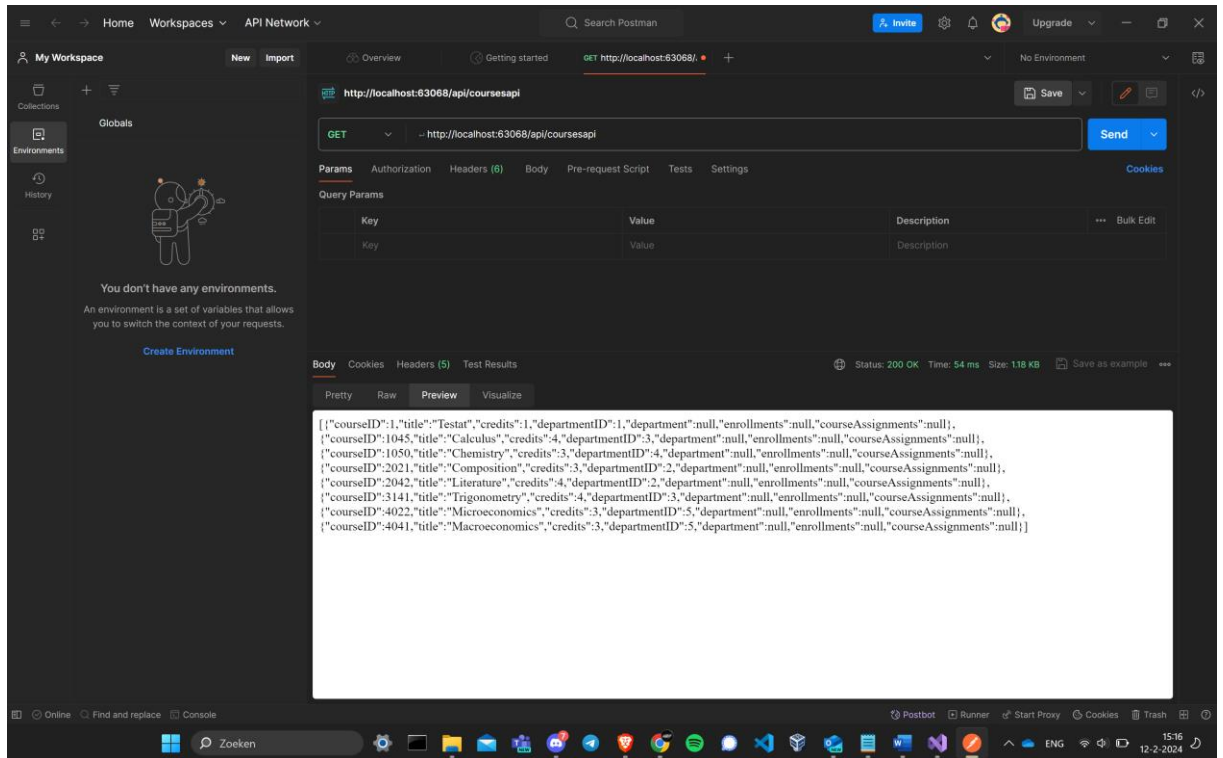 Home Workspaces API Network Search Postman Invite Upgrade
My Workspace New Import Overview Getting started GET http://localhost:63068/. No Environment
Collections
HTTP http://localhost:63068/api/coursesapi Save
Globals
Environments
GET http://localhost:63068/api/coursesapi Send
Params Authorization Headers (6) Body Pre-request Script Tests Settings Cookies
History
Query Params
Key Value Description ••• Bulk Edit
Key Value Description
You don't have any environments.
An environment is a set of variables that allows
you to switch the context of your requests.
Create Environment
Body Cookies Headers (5) Test Results Status: 200 OK Time: 54 ms Size: 1.18 KB Save as example
Pretty Raw Preview Visualize
[{"courseID":1,"title":"Testat","credits":1,"departmentID":1,"department":null,"enrollments":null,"courseAssignments":null},
{"courseID":1045,"title":"Calculus","credits":4,"departmentID":3,"department":null,"enrollments":null,"courseAssignments":null},
{"courseID":1050,"title":"Chemistry","credits":3,"departmentID":4,"department":null,"enrollments":null,"courseAssignments":null},
{"courseID":2021,"title":"Composition","credits":3,"departmentID":2,"department":null,"enrollments":null,"courseAssignments":null},
{"courseID":2042,"title":"Literature","credits":4,"departmentID":2,"department":null,"enrollments":null,"courseAssignments":null},
{"courseID":3141,"title":"Trigonometry","credits":4,"departmentID":3,"department":null,"enrollments":null,"courseAssignments":null},
{"courseID":4022,"title":"Microeconomics","credits":3,"departmentID":5,"department":null,"enrollments":null,"courseAssignments":null},
{"courseID":4041,"title":"Macroeconomics","credits":3,"departmentID":5,"department":null,"enrollments":null,"courseAssignments":null}]
Online Find and replace Console Postbot Runner Start Proxy Cookies Trash
Zoeken ENG 15:16
12-2-2024